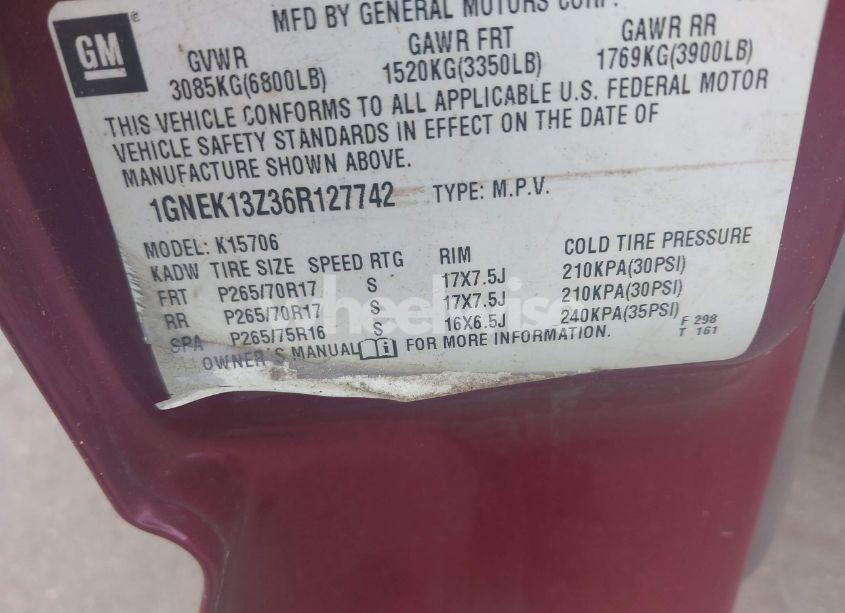 MFD BY GENERAL MOTORS CORP.
GM
GVWR GAWR FRT GAWR RR
3085KG(6800LB) 1520KG(3350LB) 1769KG(3900LB)
THIS VEHICLE CONFORMS TO ALL APPLICABLE U.S. FEDERAL MOTOR
VEHICLE SAFETY STANDARDS IN EFFECT ON THE DATE OF
MANUFACTURE SHOWN ABOVE.
1GNEK13Z36R127742 TYPE: M.P.V.
MODEL: K15706
KADW TIRE SIZE SPEED RTG RIM COLD TIRE PRESSURE
FRT P265/70R17 S 17X7.5J 210KPA(30PSI)
RR P265/70R17 S 17X7.5J 210KPA(30PSI)
SPA P265/75R16 S 16X6.5J 240KPA(35PSI)
OWNER'S MANUAL FOR MORE INFORMATION.
F 298
T 161
wheelwise